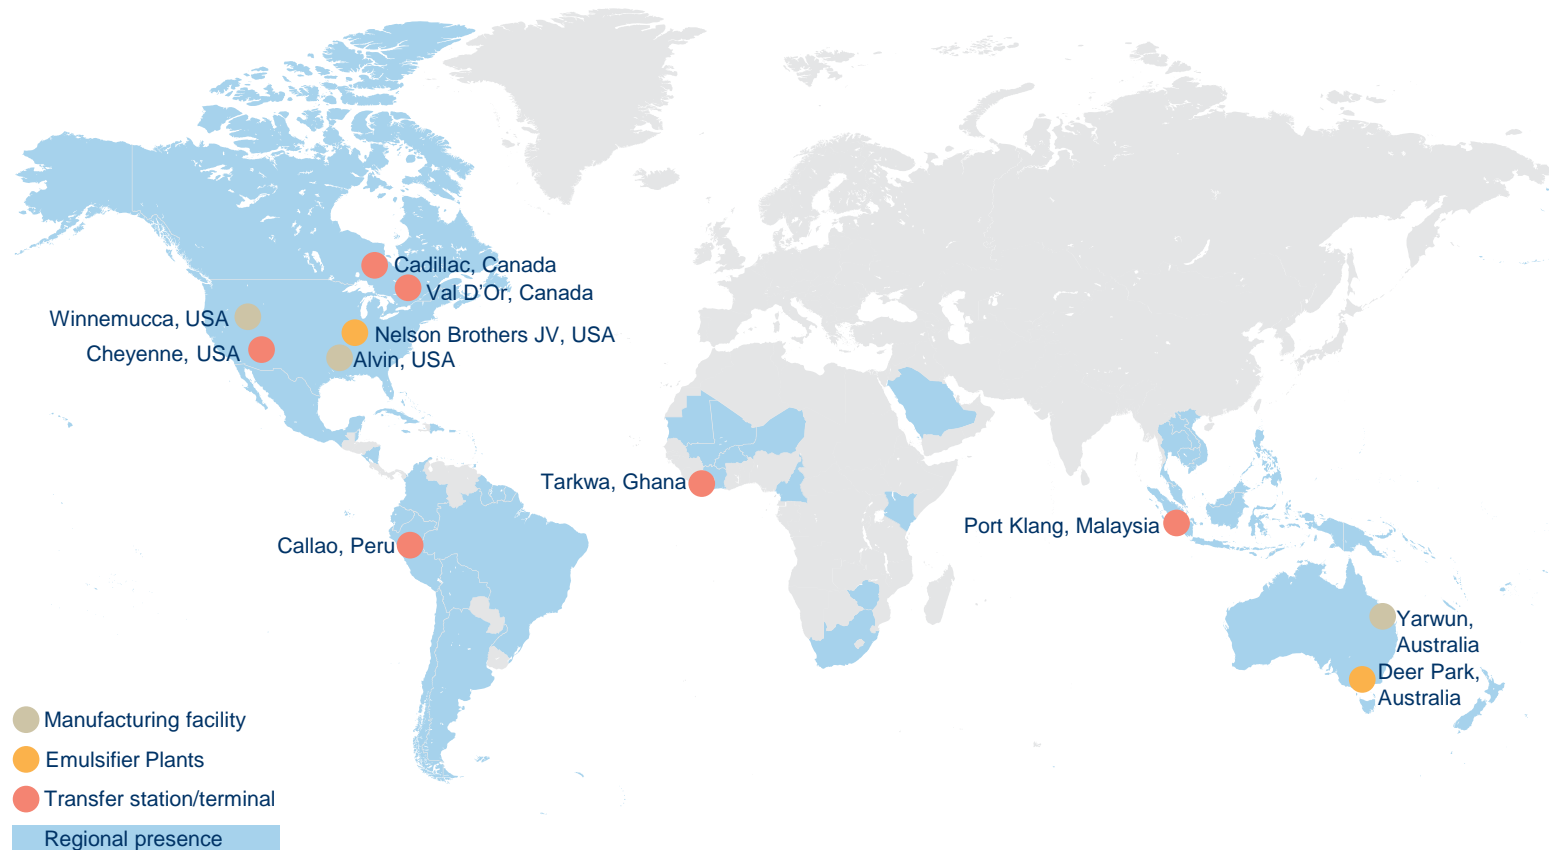 Cadillac, Canada
Val D’Or, Canada
Winnemucca, USA
Nelson Brothers JV, USA
Cheyenne, USA
Alvin, USA
Tarkwa, Ghana
Port Klang, Malaysia
Callao, Peru
Yarwun,
Australia
Deer Park,
Australia
Manufacturing facility
Emulsifier Plants
Transfer station/terminal
Regional presence